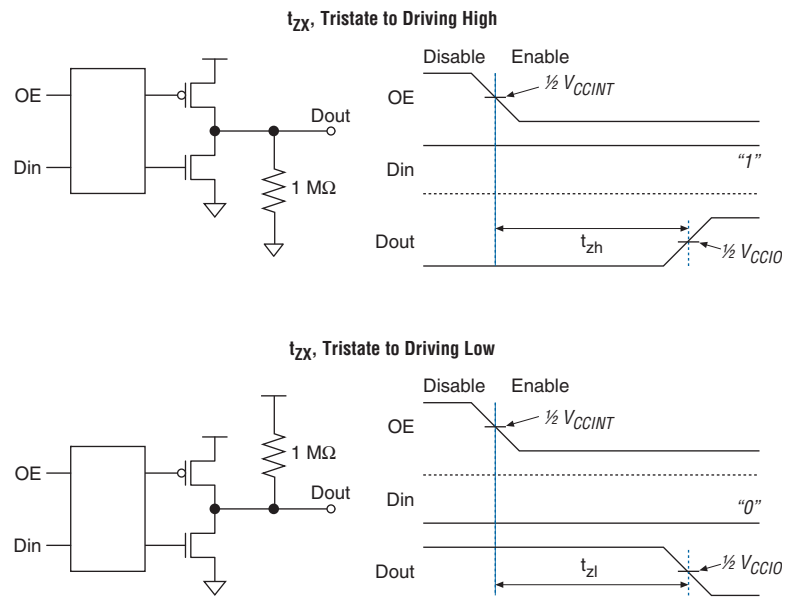 tZX, Tristate to Driving High
Disable Enable
OE
½ VCCINT
OE
Dout
Din
"1"
Din
1 MΩ
Dout
tzh
½ VCCIO
tZX, Tristate to Driving Low
Disable Enable
OE
½ VCCINT
1 MΩ
OE
Dout
Din
"0"
Din
Dout
tzl
½ VCCIO